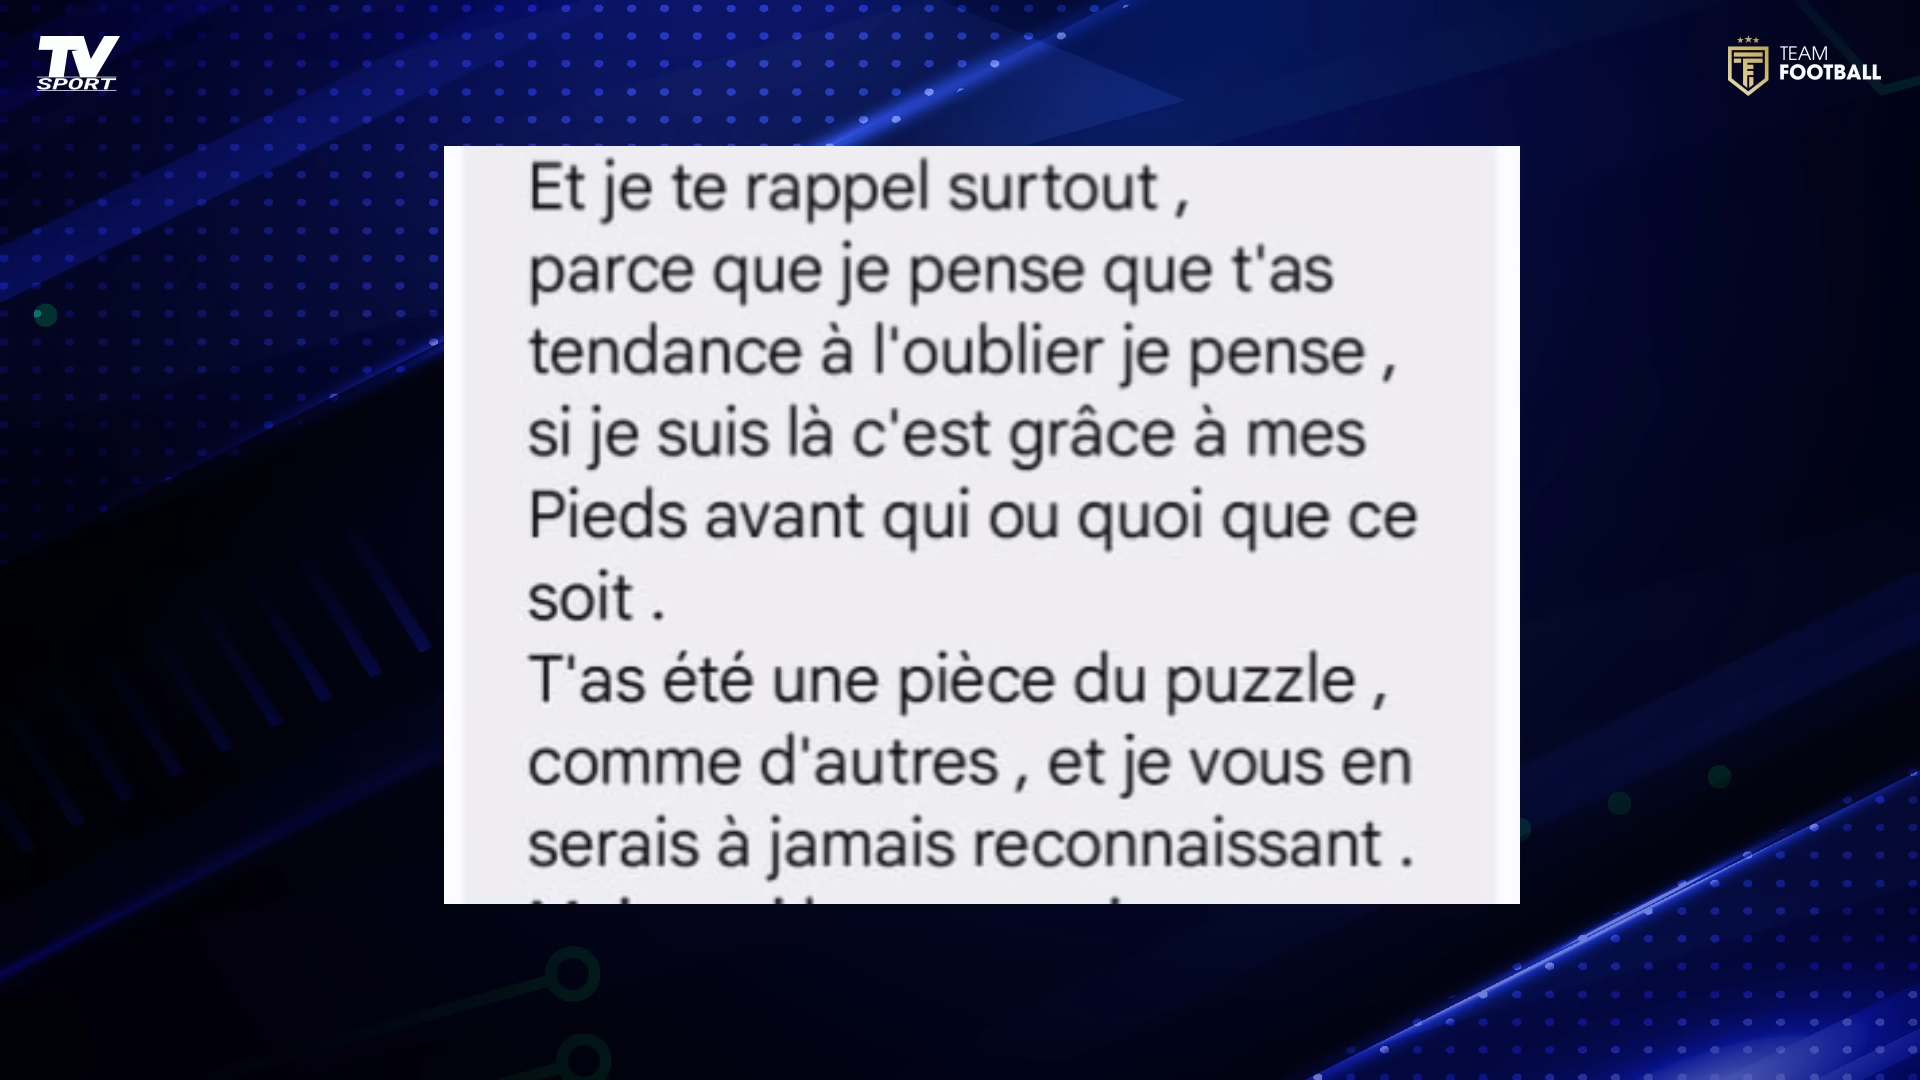 TV
SPORT
TEAM
FOOTBALL
Et je te rappel surtout ,
parce que je pense que t'as
tendance à l'oublier je pense ,
si je suis là c'est grâce à mes
Pieds avant qui ou quoi que ce
soit .
T'as été une pièce du puzzle ,
comme d'autres , et je vous en
serais à jamais reconnaissant .